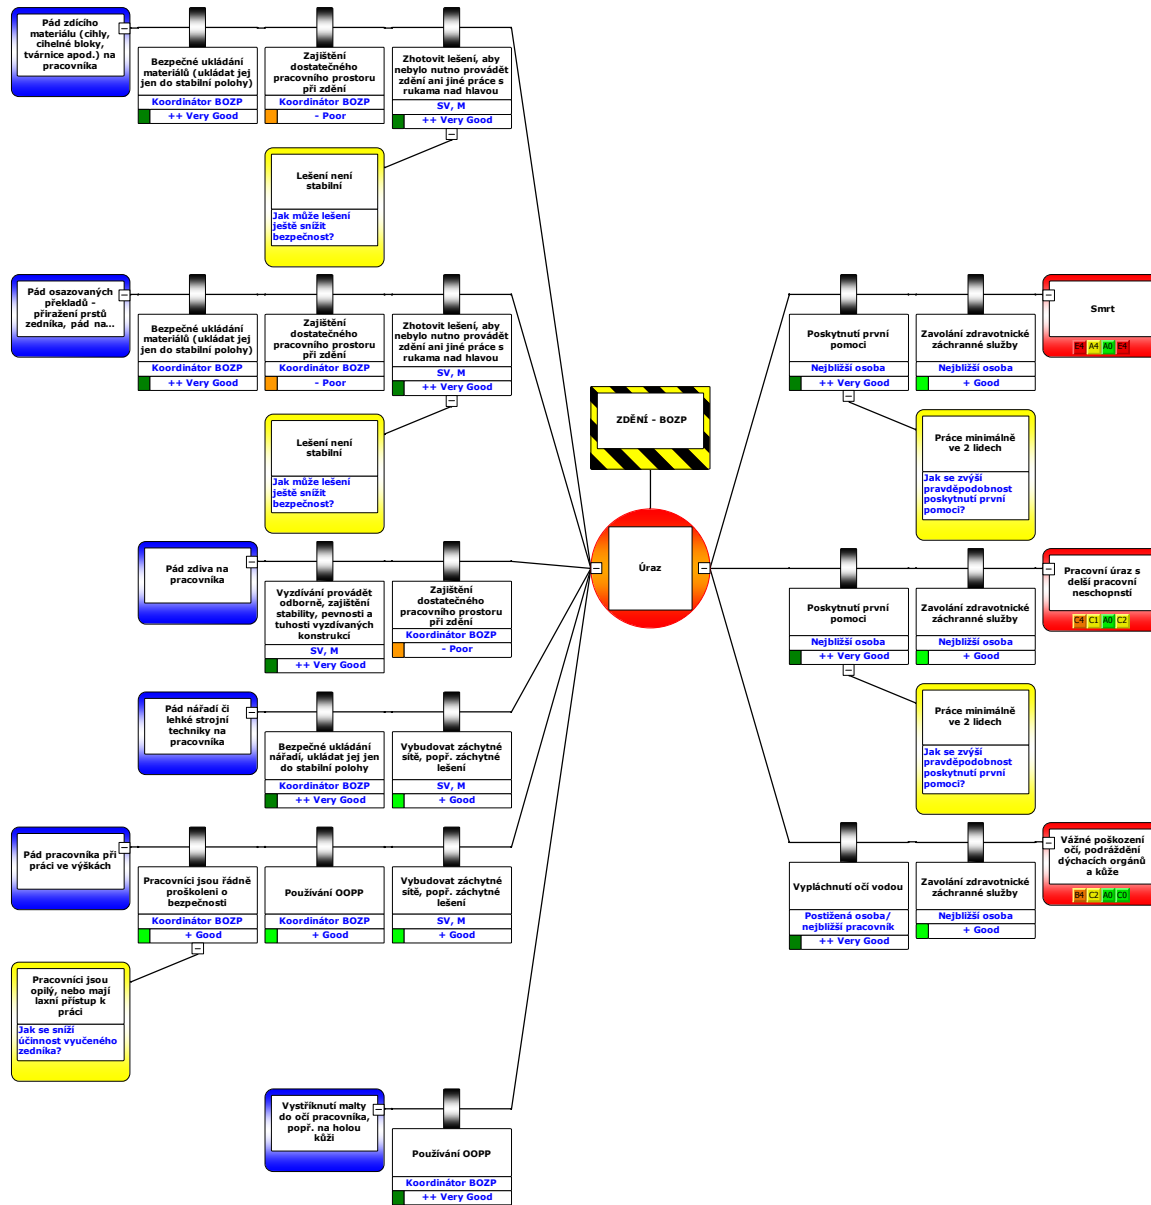 Pád zdícího
materiálu (cihly,
cihelné bloky,
tvárnice apod.) na
pracovníka
Bezpečné ukládání
materiálů (ukládat jej
jen do stabilní polohy)
Koordinátor BOZP
++ Very Good
Zajištění
dostatečného
pracovního prostoru
při zdění
Koordinátor BOZP
- Poor
Zhotovit lešení, aby
nebylo nutno provádět
zdění ani jiné práce s
rukama nad hlavou
SV, M
++ Very Good
Lešení není
stabilní
Jak může lešení
ještě snížit
bezpečnost?
Pád osazovaných
překladů -
přiražení prstů
zedníka, pád na...
Bezpečné ukládání
materiálů (ukládat jej
jen do stabilní polohy)
Koordinátor BOZP
++ Very Good
Zajištění
dostatečného
pracovního prostoru
při zdění
Koordinátor BOZP
- Poor
Zhotovit lešení, aby
nebylo nutno provádět
zdění ani jiné práce s
rukama nad hlavou
SV, M
++ Very Good
Lešení není
stabilní
Jak může lešení
ještě snížit
bezpečnost?
Pád zdiva na
pracovníka
Vyzdívání provádět
odborně, zajištění
stability, pevnosti a
tuhosti vyzdívaných
konstrukcí
SV, M
++ Very Good
Zajištění
dostatečného
pracovního prostoru
při zdění
Koordinátor BOZP
- Poor
Pád nářadí či
lehké strojní
techniky na
pracovníka
Bezpečné ukládání
nářadí, ukládat jej jen
do stabilní polohy
Koordinátor BOZP
++ Very Good
Vybudovat záchytné
sítě, popř. záchytné
lešení
SV, M
+ Good
Pád pracovníka při
práci ve výškách
Pracovníci jsou řádně
proškoleni o
bezpečnosti
Koordinátor BOZP
+ Good
Používání OOPP
Koordinátor BOZP
+ Good
Vybudovat záchytné
sítě, popř. záchytné
lešení
SV, M
+ Good
Pracovníci jsou
opilý, nebo mají
laxní přístup k
práci
Jak se sníží
účinnost vyučeného
zedníka?
Vystříknutí malty
do očí pracovníka,
popř. na holou
kůži
Používání OOPP
Koordinátor BOZP
++ Very Good
ZDĚNÍ - BOZP
Úraz
Poskytnutí první
pomoci
Nejbližší osoba
++ Very Good
Zavolání zdravotnické
záchranné služby
Nejbližší osoba
+ Good
Smrt
E4 A4 A0 E4
Práce minimálně
ve 2 lidech
Jak se zvýší
pravděpodobnost
poskytnutí první
pomoci?
Poskytnutí první
pomoci
Nejbližší osoba
++ Very Good
Zavolání zdravotnické
záchranné služby
Nejbližší osoba
+ Good
Pracovní úraz s
delší pracovní
neschopnstí
C4 C1 A0 C2
Práce minimálně
ve 2 lidech
Jak se zvýší
pravděpodobnost
poskytnutí první
pomoci?
Vypláchnutí očí vodou
Postižená osoba/
nejbližší pracovník
++ Very Good
Zavolání zdravotnické
záchranné služby
Nejbližší osoba
+ Good
Vážné poškození
očí, podráždění
dýchacích orgánů
a kůže
B4 C2 A0 C0